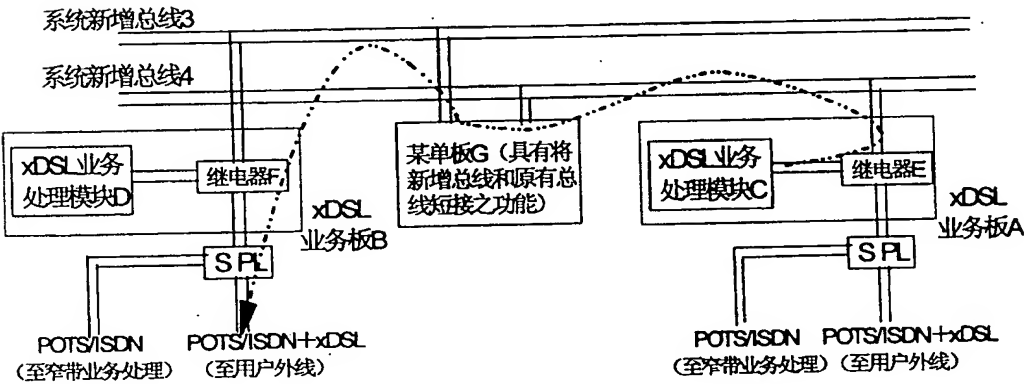 系统新增总线3
系统新增总线4
xDSL业务
处理模块D
继电器F
xDSL
业务板B
某单板G（具有将
新增总线和原有总
线短接之功能）
xDSL业务
处理模块C
继电器E
xDSL
业务板A
SPL
SPL
POTS/ISDN
（至窄带业务处理）
POTS/ISDN+xDSL
（至用户外线）
POTS/ISDN
（至窄带业务处理）
POTS/ISDN+xDSL
（至用户外线）